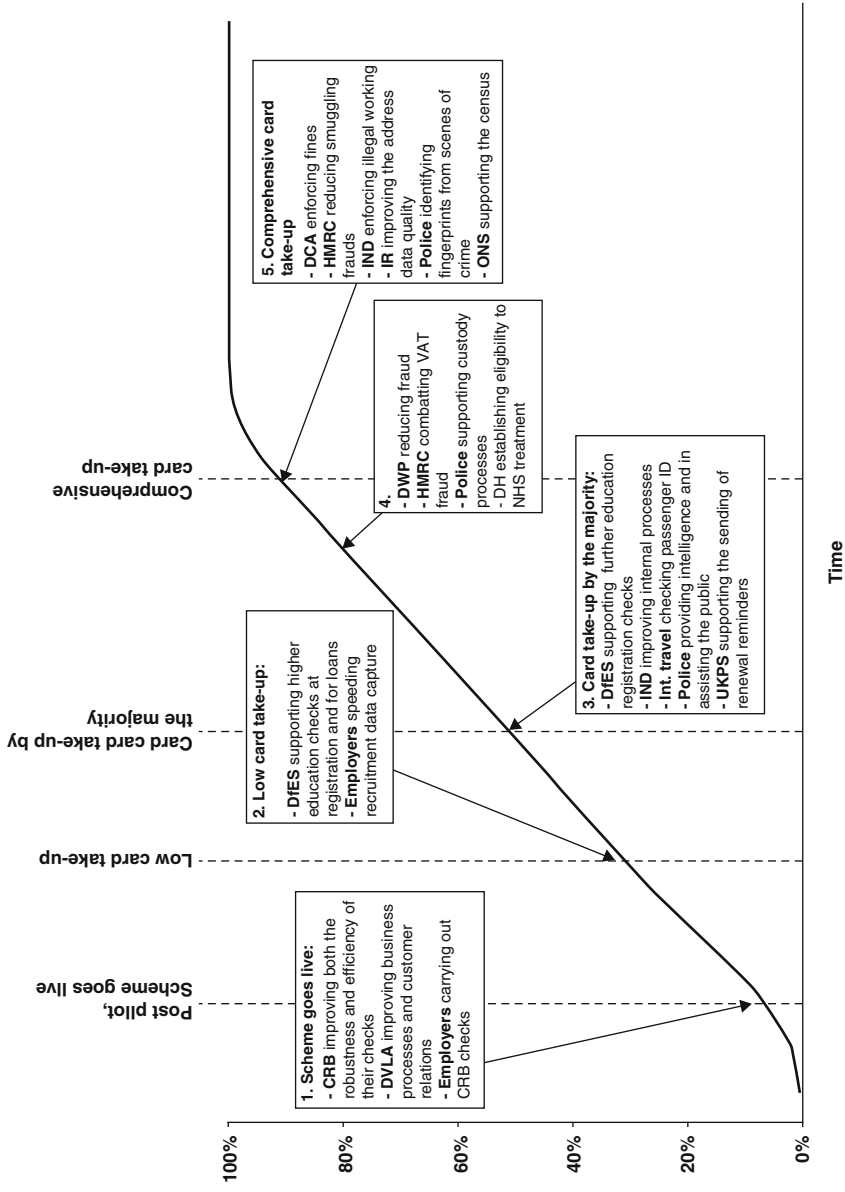 Post pilot,
Scheme goes live
Low card take-up
Card card take-up by
the majority
Comprehensive
card take-up
100%
80%
60%
40%
20%
0%
1. Scheme goes live:
- CRB improving both the
robustness and efficiency of
their checks
- DVLA improving business
processes and customer
relations
- Employers carrying out
CRB checks
2. Low card take-up:
- DfES supporting higher
education checks at
registration and for loans
- Employers speeding
recruitment data capture
3. Card take-up by the majority:
- DfES supporting further education
registration checks
- IND improving internal processes
- Int. travel checking passenger ID
- Police providing intelligence and in
assisting the public
- UKPS supporting the sending of
renewal reminders
4.
- DWP reducing fraud
- HMRC combatting VAT
fraud
- Police supporting custody
processes
- DH establishing eligibility to
NHS treatment
5. Comprehensive card
take-up
- DCA enforcing fines
- HMRC reducing smuggling
frauds
- IND enforcing illegal working
- IR improving the address
data quality
- Police identifying
fingerprints from scenes of
crime
- ONS supporting the census
Time